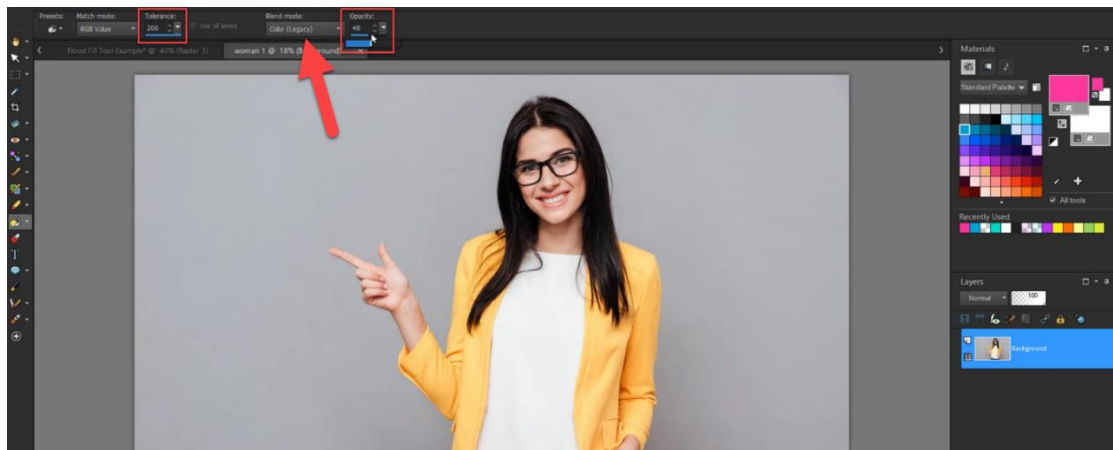 Presets:
Match mode:
Tolerance:
Blend mode:
Opacity:
RGB Value
200
Use all layers
Color (Legacy)
48
Flood Fill Tool Example* @ 40% (Raster 3)
woman 1 @ 18% (Background)
Materials
Standard Palette
All tools
Recently Used
Layers
Normal
100
Background
T